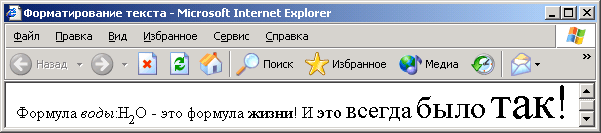 Форматирование текста - Microsoft Internet Explorer
Файл Правка Вид Избранное Сервис Справка
Назад Поиск Избранное Медиа »
Формула воды:H₂O - это формула жизни! И это всегда было так!